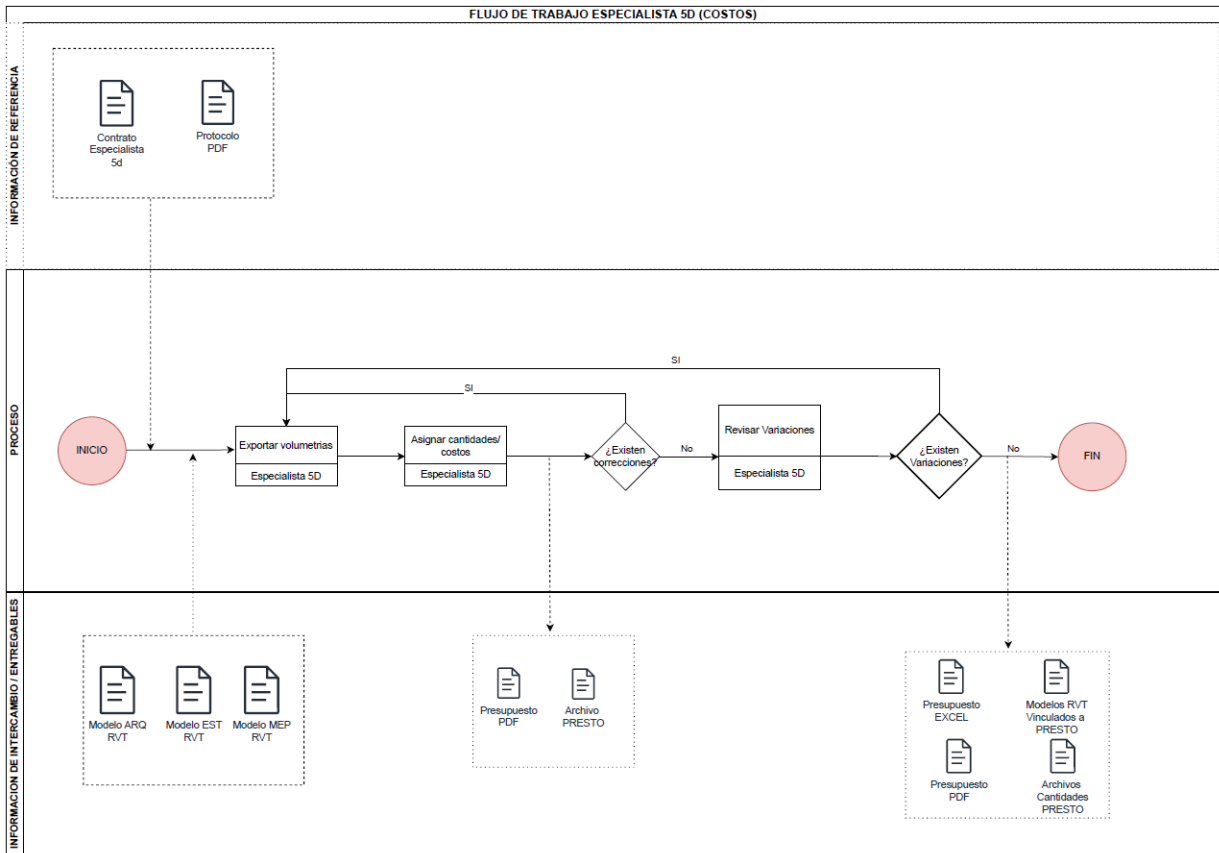 FLUJO DE TRABAJO ESPECIALISTA 5D (COSTOS)
INFORMACIÓN DE REFERENCIA
Contrato
Especialista
5d
Protocolo
PDF
PROCESO
INICIO
Exportar volumetrias
Especialista 5D
Asignar cantidades/
costos
Especialista 5D
¿Existen
correcciones?
SI
No
Revisar Variaciones
Especialista 5D
¿Existen
Variaciones?
SI
No
FIN
INFORMACION DE INTERCAMBIO / ENTREGABLES
Modelo ARQ
RVT
Modelo EST
RVT
Modelo MEP
RVT
Presupuesto
PDF
Archivo
PRESTO
Presupuesto
EXCEL
Modelos RVT
Vinculados a
PRESTO
Presupuesto
PDF
Archivos
Cantidades
PRESTO